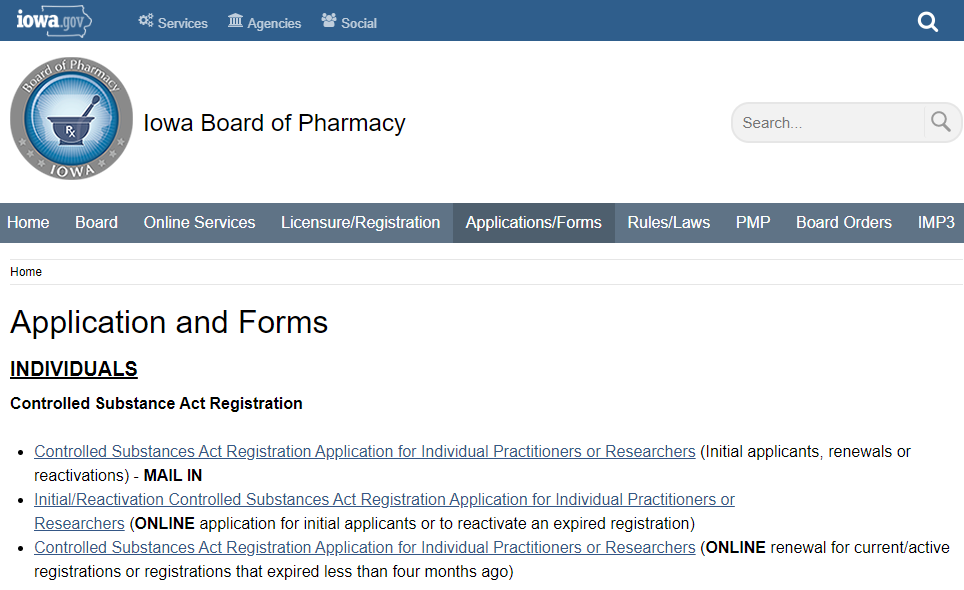 iowa.gov Services Agencies Social
Board of Pharmacy
Rx
IOWA
Iowa Board of Pharmacy
Search...
Home Board Online Services Licensure/Registration Applications/Forms Rules/Laws PMP Board Orders IMP3
Home
Application and Forms
INDIVIDUALS
Controlled Substance Act Registration
• Controlled Substances Act Registration Application for Individual Practitioners or Researchers (Initial applicants, renewals or
reactivations) - MAIL IN
• Initial/Reactivation Controlled Substances Act Registration Application for Individual Practitioners or
Researchers (ONLINE application for initial applicants or to reactivate an expired registration)
• Controlled Substances Act Registration Application for Individual Practitioners or Researchers (ONLINE renewal for current/active
registrations or registrations that expired less than four months ago)